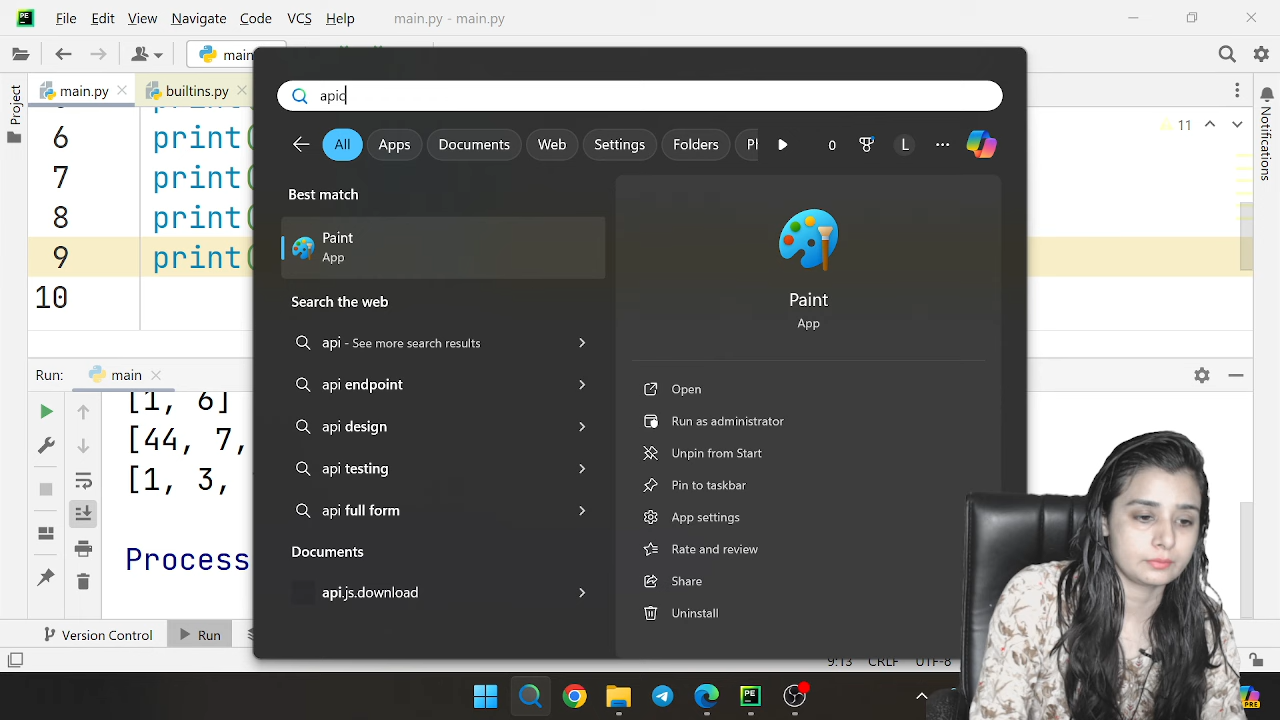 PE File Edit View Navigate Code VCS Help main.py - main.py
main
main.py builtins.py
apic
All Apps Documents Web Settings Folders 0 L
11
Project
Notifications
6 print(
7 print(
8 print(
9 print(
10
Best match
Paint
App
Search the web
api - See more search results
api endpoint
api design
api testing
api full form
Documents
api.js.download
Paint
App
Open
Run as administrator
Unpin from Start
Pin to taskbar
App settings
Rate and review
Share
Uninstall
Run: main
[1, 6]
[44, 7,
[1, 3,
Process
Version Control Run
9:13 CRLF UTF-8
PE
PRE